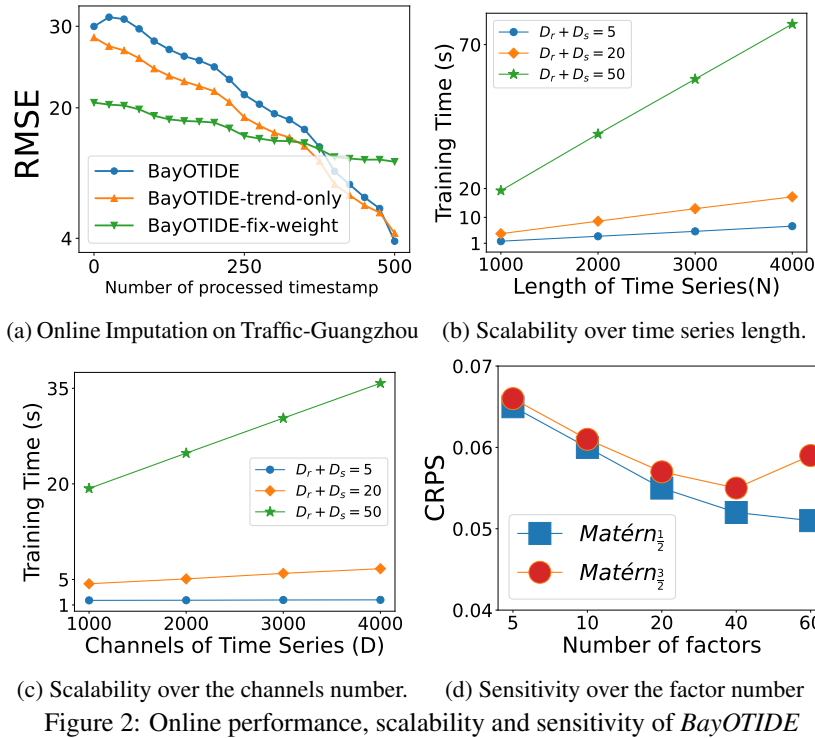 RMSE
30
20
4
BayOTIDE
BayOTIDE-trend-only
BayOTIDE-fix-weight
0 250 500
Number of processed timestamp
(a) Online Imputation on Traffic-Guangzhou
Training Time (s)
70
20
10
1
D_r + D_s = 5
D_r + D_s = 20
D_r + D_s = 50
1000 2000 3000 4000
Length of Time Series(N)
(b) Scalability over time series length.
Training Time (s)
35
20
5
1
D_r + D_s = 5
D_r + D_s = 20
D_r + D_s = 50
1000 2000 3000 4000
Channels of Time Series (D)
(c) Scalability over the channels number.
CRPS
0.07
0.06
0.05
0.04
Matérn_{1/2}
Matérn_{3/2}
5 10 20 40 60
Number of factors
(d) Sensitivity over the factor number
Figure 2: Online performance, scalability and sensitivity of BayOTIDE